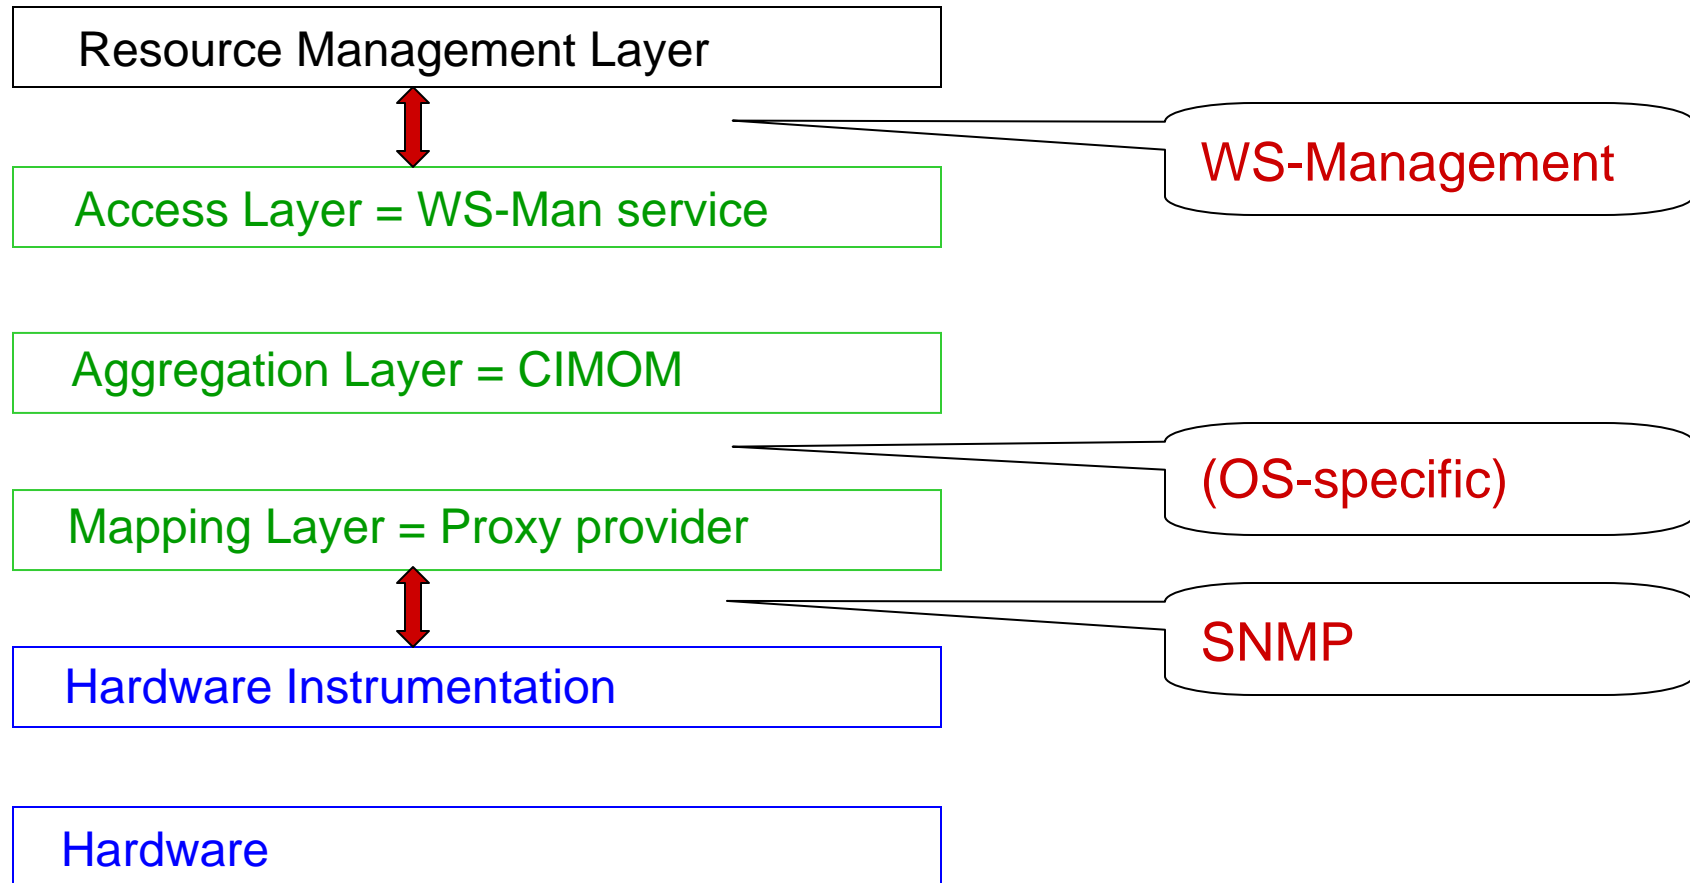 Resource Management Layer
WS-Management
Access Layer = WS-Man service
Aggregation Layer = CIMOM
(OS-specific)
Mapping Layer = Proxy provider
SNMP
Hardware Instrumentation
Hardware